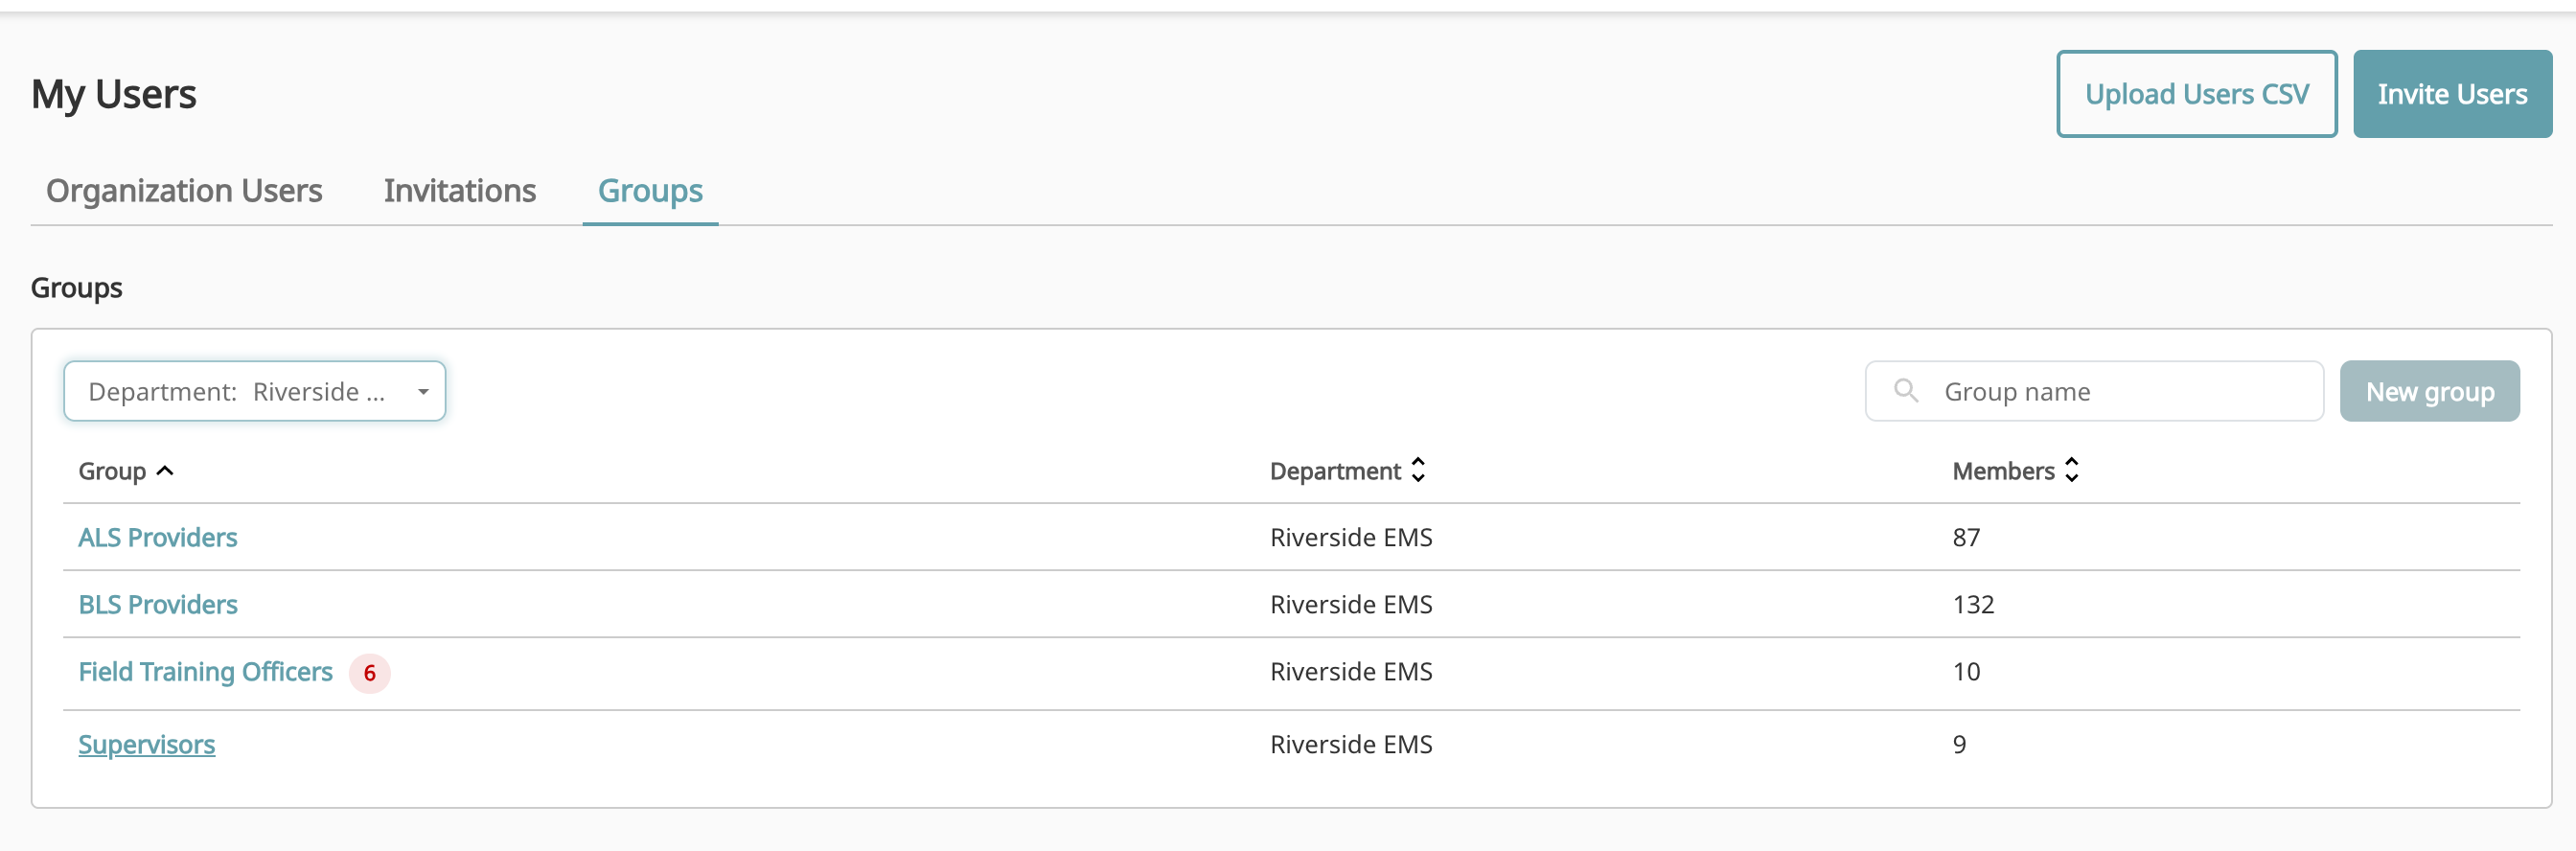 My Users
Upload Users CSV
Invite Users
Organization Users Invitations Groups
Groups
Department: Riverside ...
Group name
New group
Group Department Members
ALS Providers Riverside EMS 87
BLS Providers Riverside EMS 132
Field Training Officers 6 Riverside EMS 10
Supervisors Riverside EMS 9